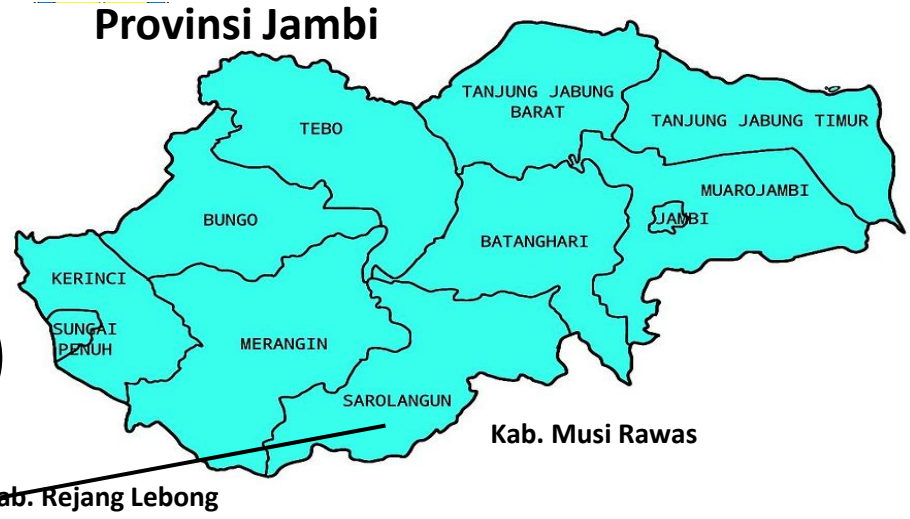 Provinsi Jambi
TANJUNG JABUNG
BARAT
TEBO
TANJUNG JABUNG TIMUR
MUAROJAMBI
BUNGO
JAMBI
BATANGHARI
KERINCI
SUNGAI
PENUH
MERANGIN
SAROLANGUN
Kab. Musi Rawas
ab. Rejang Lebong